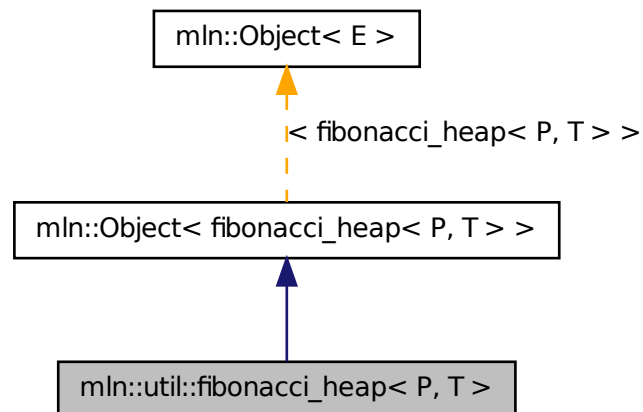 mln::Object< E >
< fibonacci_heap< P, T > >
mln::Object< fibonacci_heap< P, T > >
mln::util::fibonacci_heap< P, T >